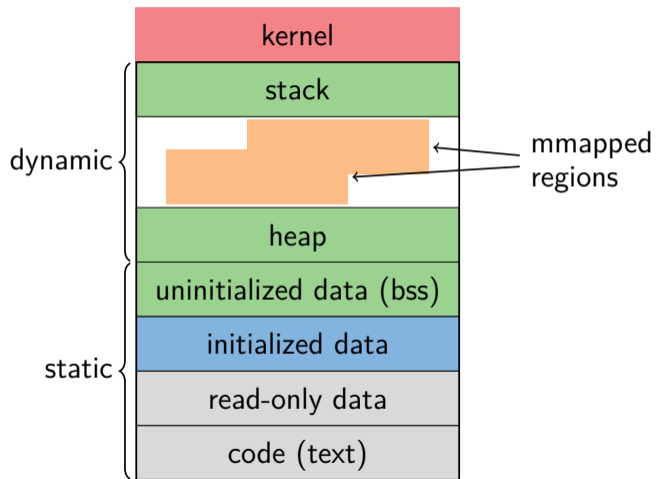 kernel
stack
dynamic
mmapped
regions
heap
uninitialized data (bss)
initialized data
static
read-only data
code (text)